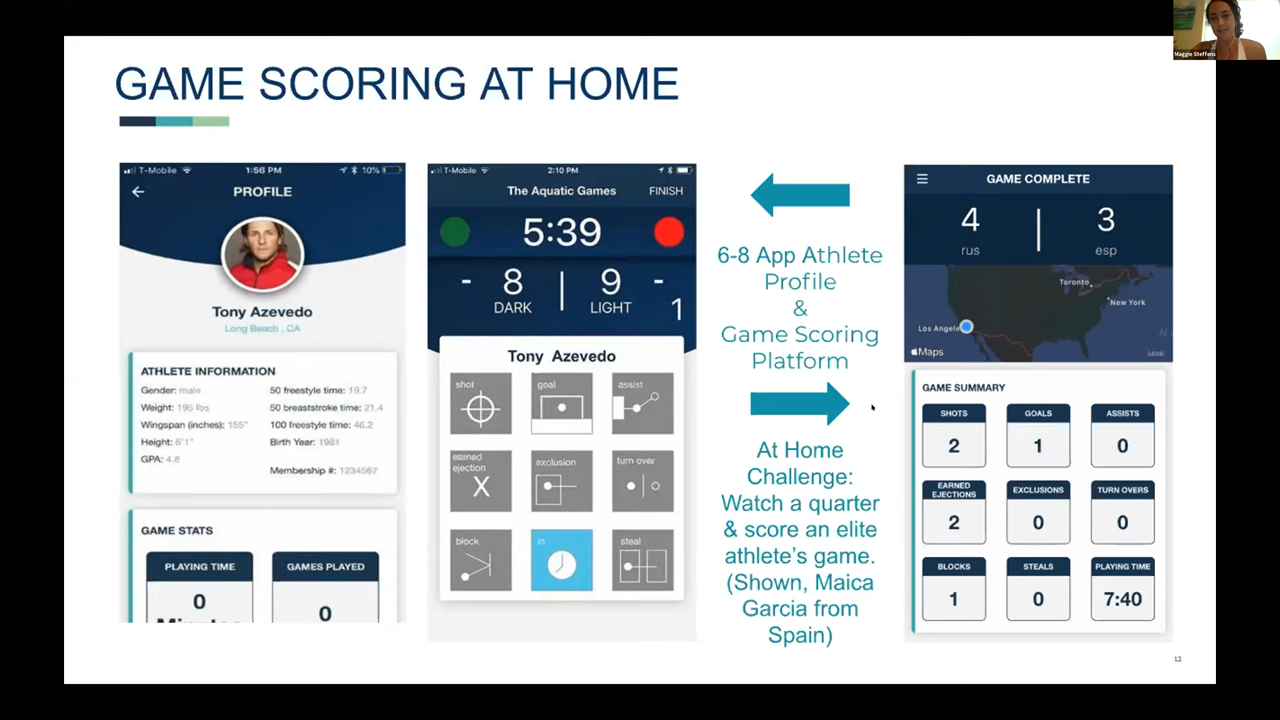 Maggie Steffens
GAME SCORING AT HOME
T-Mobile 1:56 PM 10%
PROFILE
Tony Azevedo
Long Beach , CA
ATHLETE INFORMATION
Gender: male
Weight: 195 lbs
Wingspan (inches): 155"
Height: 6'1"
GPA: 4.8
50 freestyle time: 19.7
50 breaststroke time: 21.4
100 freestyle time: 46.2
Birth Year: 1981
Membership #: 1234567
GAME STATS
PLAYING TIME
0
Minutes
GAMES PLAYED
0
T-Mobile 2:10 PM
The Aquatic Games FINISH
5:39
- 8 | 9 -
DARK LIGHT 1
Tony Azevedo
shot goal assist
earned
ejection
X
exclusion turn over
block in steal
6-8 App Athlete
Profile
&
Game Scoring
Platform
At Home
Challenge:
Watch a quarter
& score an elite
athlete's game.
(Shown, Maica
Garcia from
Spain)
GAME COMPLETE
4 | 3
rus esp
Toronto
New York
Los Angele
Maps
Legal
GAME SUMMARY
SHOTS GOALS ASSISTS
2 1 0
EARNED
EJECTIONS
EXCLUSIONS TURN OVERS
2 0 0
BLOCKS STEALS PLAYING TIME
1 0 7:40
12